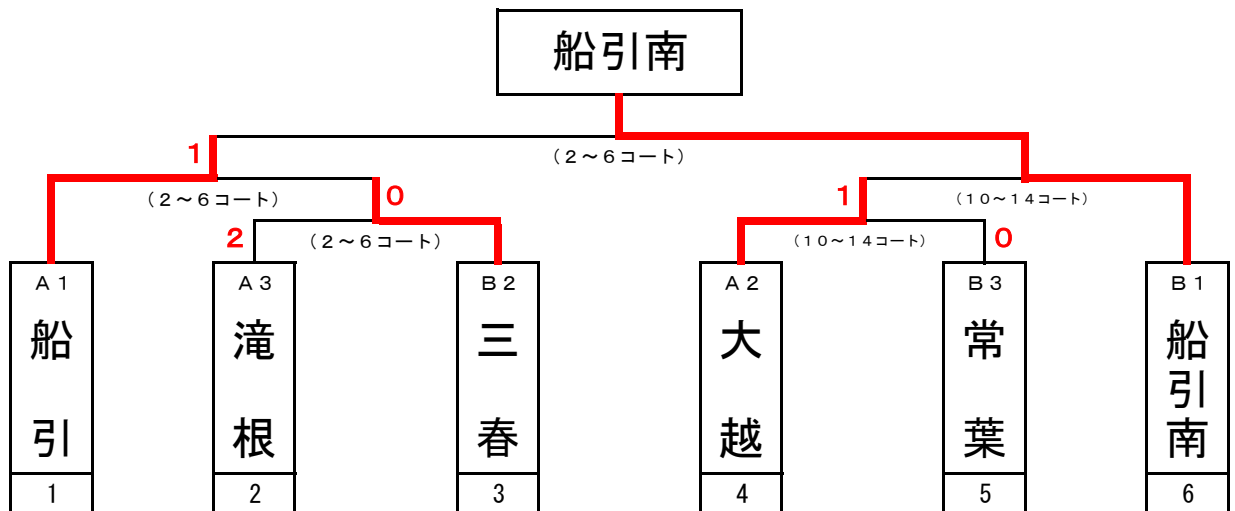 船引南
1
(2~6コート)
(2~6コート)
0
1
(10~14コート)
2
(2~6コート)
(10~14コート)
0
A1
A3
B2
A2
B3
B1
船引
滝根
三春
大越
常葉
船引南
1
2
3
4
5
6